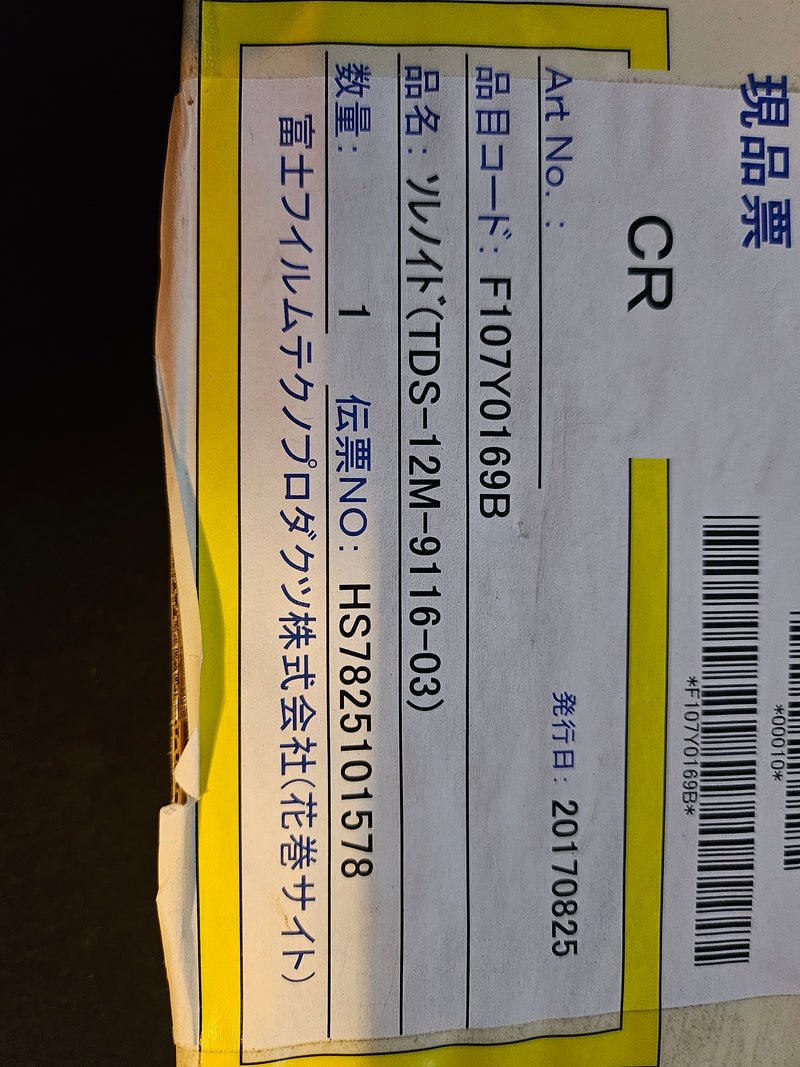 現品票
*00010*
CR
*F107Y0169B*
Art No. :
発行日: 20170825
品目コード: F107Y0169B
品名: ソレノイド(TDS-12M-9116-03)
数量: 1 伝票NO: HS7825101578
富士フイルムテクノプロダクツ株式会社(花巻サイト)